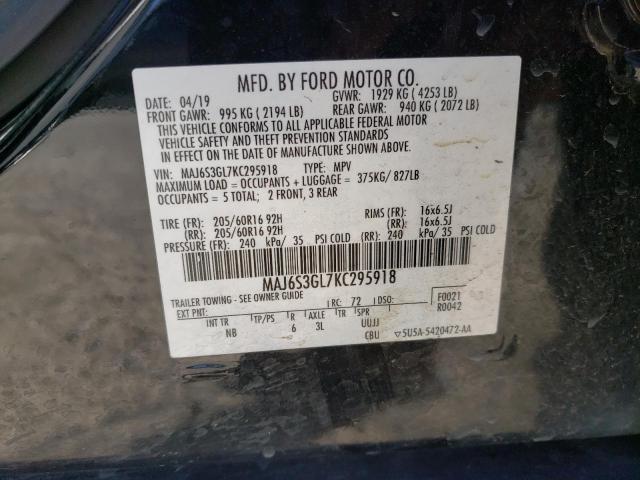 MFD. BY FORD MOTOR CO.
DATE: 04/19 GVWR: 1929 KG ( 4253 LB)
FRONT GAWR: 995 KG ( 2194 LB) REAR GAWR: 940 KG ( 2072 LB)
THIS VEHICLE CONFORMS TO ALL APPLICABLE FEDERAL MOTOR
VEHICLE SAFETY AND THEFT PREVENTION STANDARDS
IN EFFECT ON THE DATE OF MANUFACTURE SHOWN ABOVE.
VIN: MAJ6S3GL7KC295918 TYPE: MPV
MAXIMUM LOAD = OCCUPANTS + LUGGAGE = 375KG/ 827LB
OCCUPANTS = 5 TOTAL; 2 FRONT, 3 REAR
TIRE (FR): 205/60R16 92H RIMS (FR): 16x6.5J
(RR): 205/60R16 92H (RR): 16x6.5J
PRESSURE (FR): 240 kPa/ 35 PSI COLD (RR): 240 kPa/ 35 PSI COLD
MAJ6S3GL7KC295918
TRAILER TOWING - SEE OWNER GUIDE
EXT PNT: RC: 72 DSO: F0021
R0042
INT TR TP/PS R AXLE TR SPR
NB 6 3L UUJJ
CBU 5U5A-5420472-AA